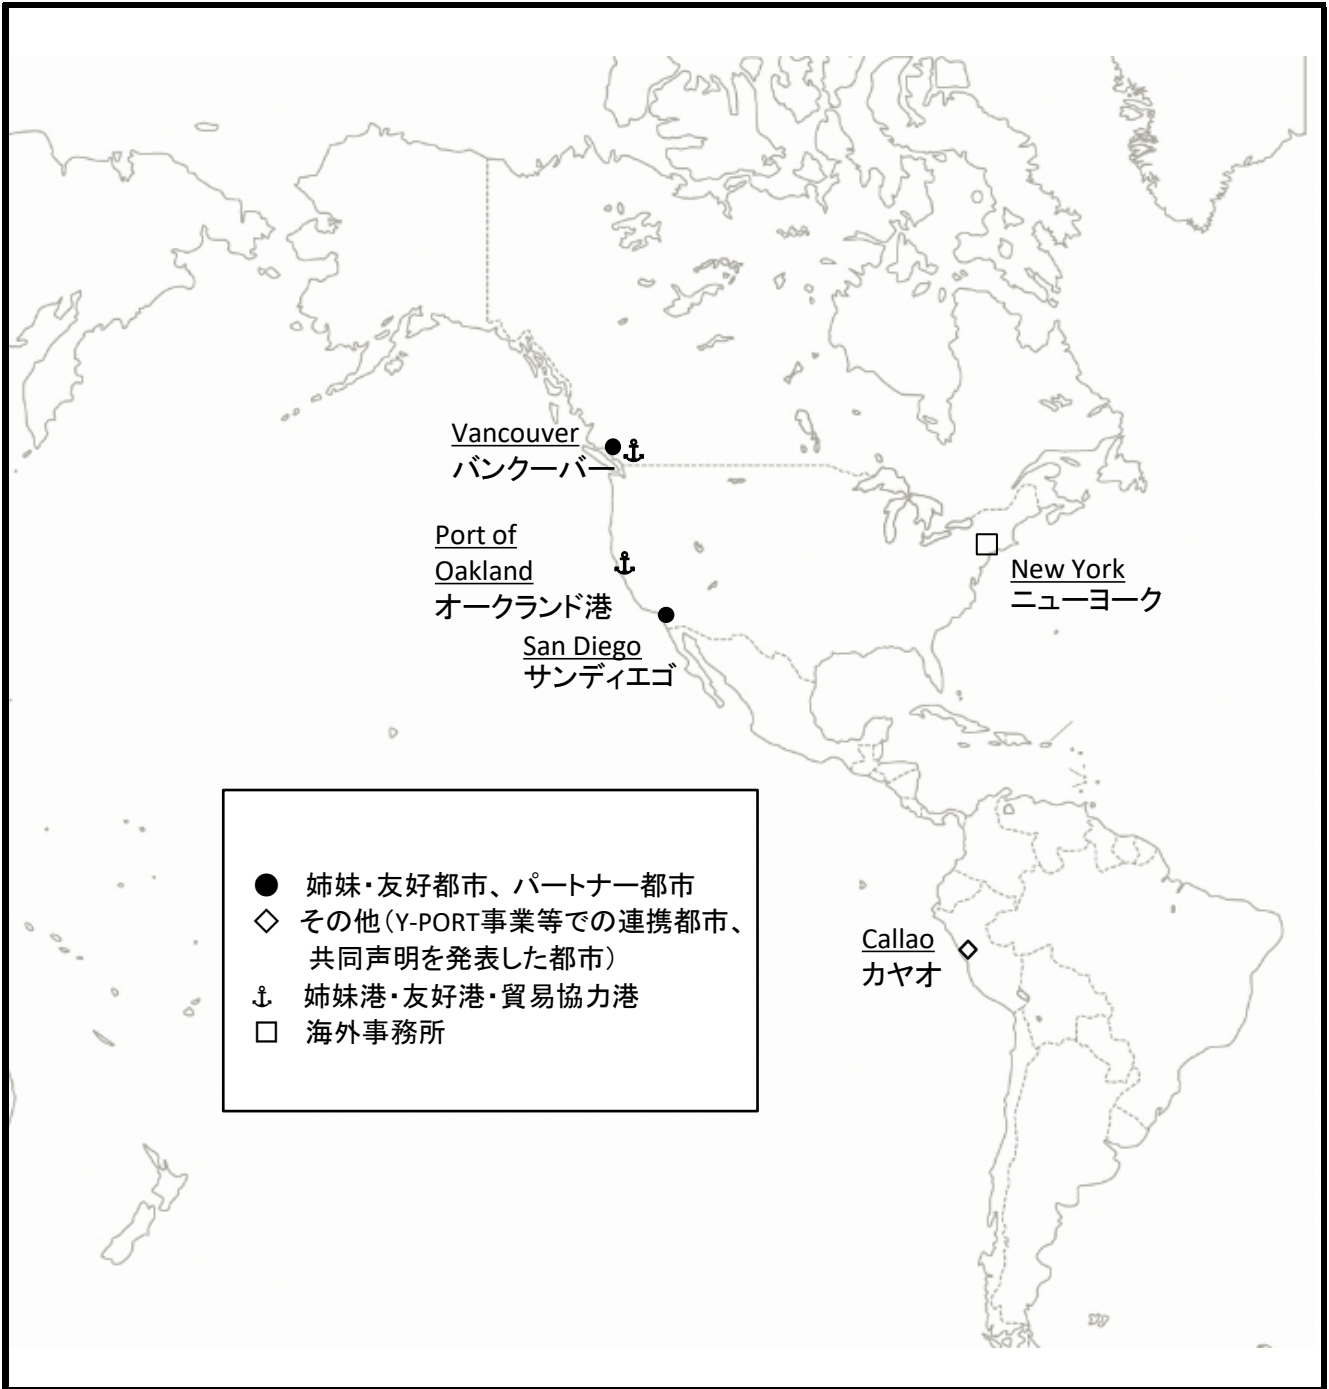 Vancouver
バンクーバー
Port of
Oakland
オークランド港
San Diego
サンディエゴ
New York
ニューヨーク
Callao
カヤオ
● 姉妹・友好都市、パートナー都市
◇ その他(Y-PORT事業等での連携都市、
共同声明を発表した都市)
⚓ 姉妹港・友好港・貿易協力港
□ 海外事務所